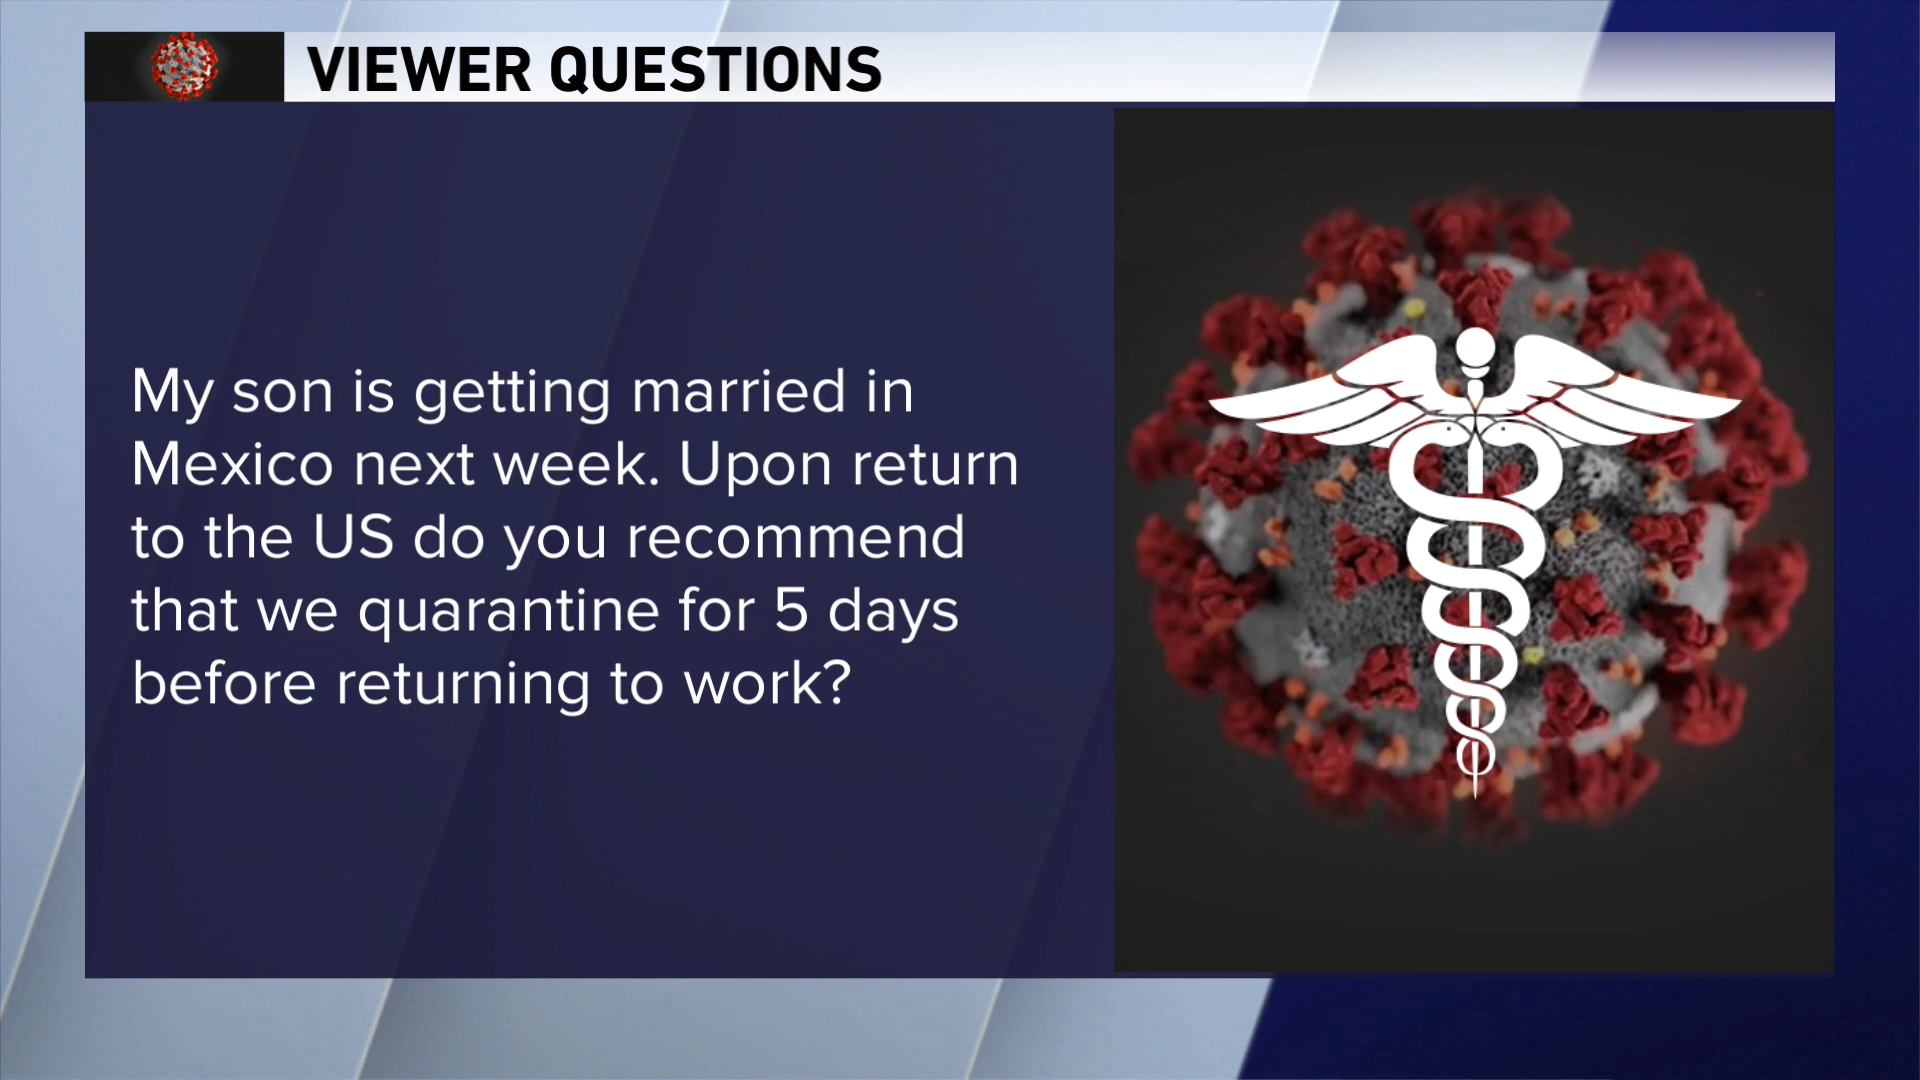 VIEWER QUESTIONS
My son is getting married in
Mexico next week. Upon return
to the US do you recommend
that we quarantine for 5 days
before returning to work?